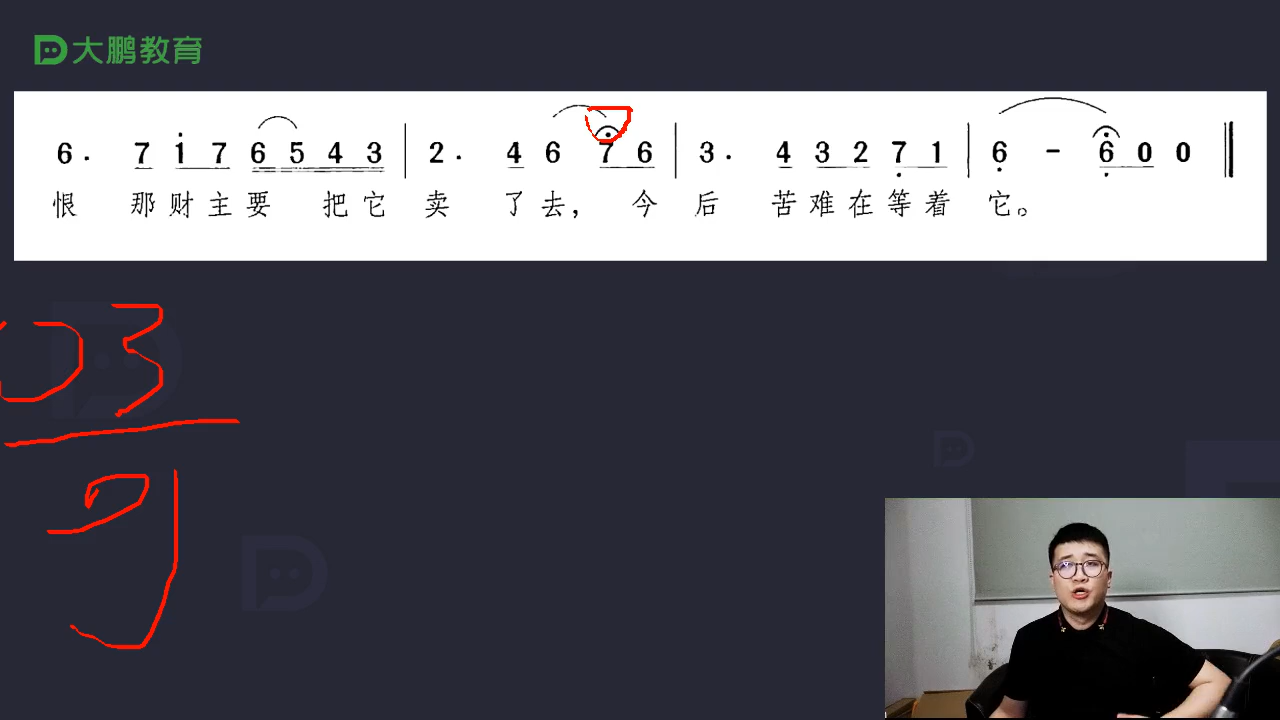 大鹏教育
6· 7 1 7 6 5 4 3 | 2· 4 6 7 6 | 3· 4 3 2 7 1 | 6 - 6 0 0 ‖
恨 那财主要 把它 卖 了去， 今 后 苦难在等着 它。
03